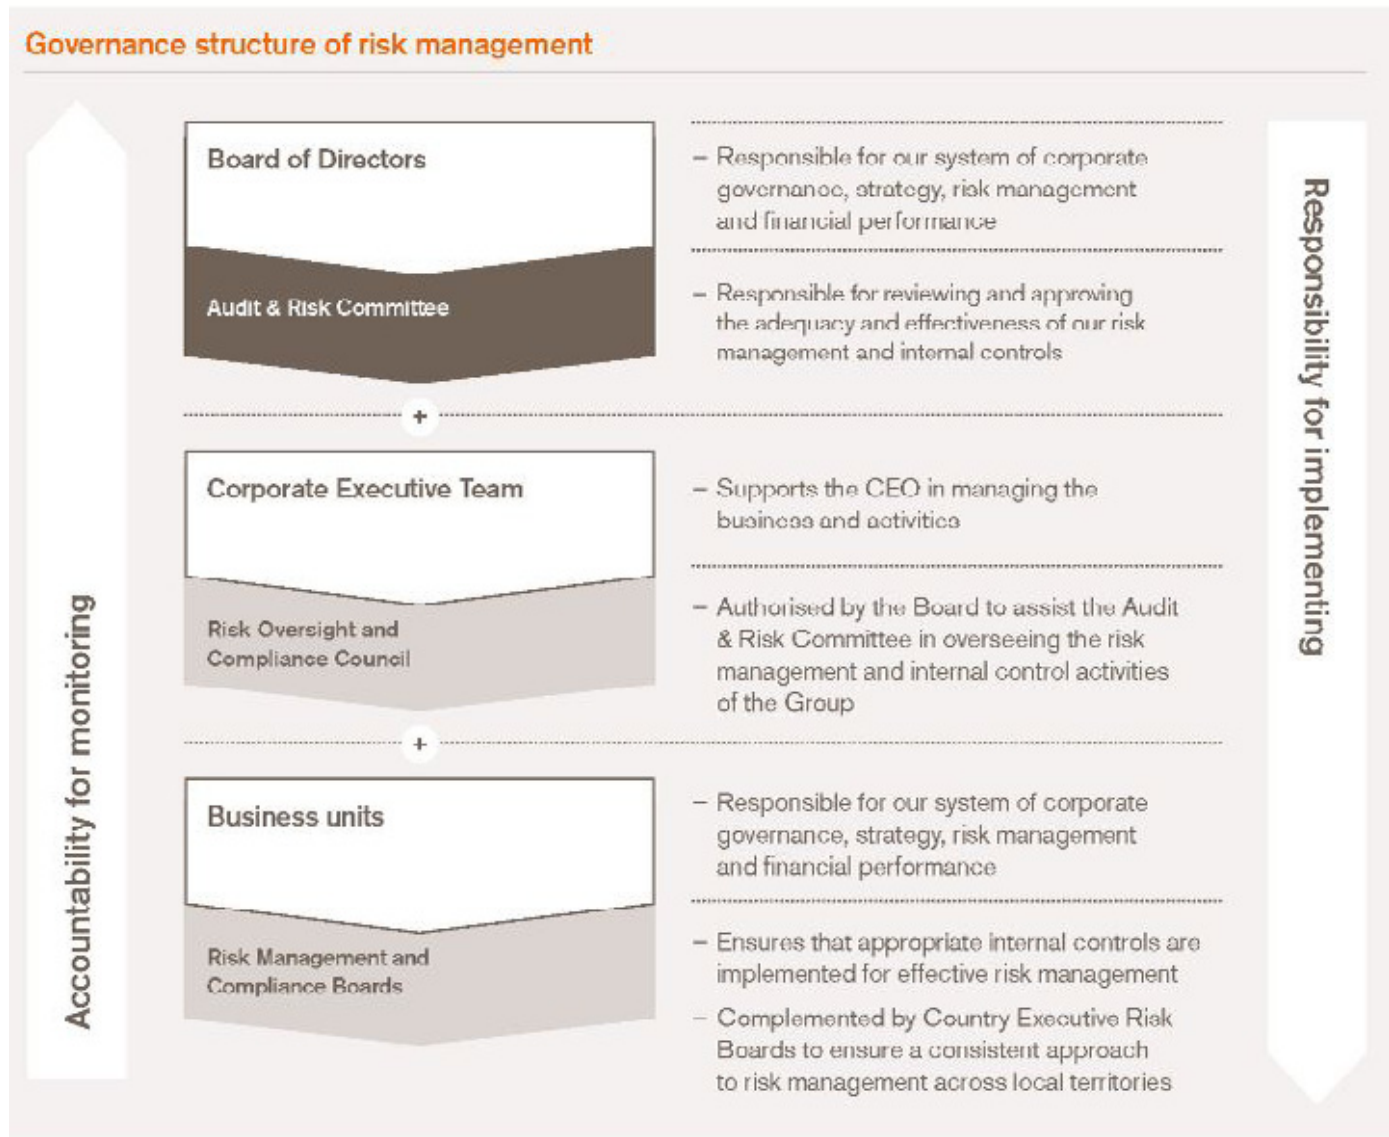 Governance structure of risk management
Accountability for monitoring
Board of Directors
– Responsible for our system of corporate
governance, strategy, risk management
and financial performance
Audit & Risk Committee
– Responsible for reviewing and approving
the adequacy and effectiveness of our risk
management and internal controls
+
Corporate Executive Team
– Supports the CEO in managing the
business and activities
Risk Oversight and
Compliance Council
– Authorised by the Board to assist the Audit
& Risk Committee in overseeing the risk
management and internal control activities
of the Group
+
Business units
– Responsible for our system of corporate
governance, strategy, risk management
and financial performance
Risk Management and
Compliance Boards
– Ensures that appropriate internal controls are
implemented for effective risk management
– Complemented by Country Executive Risk
Boards to ensure a consistent approach
to risk management across local territories
Responsibility for implementing